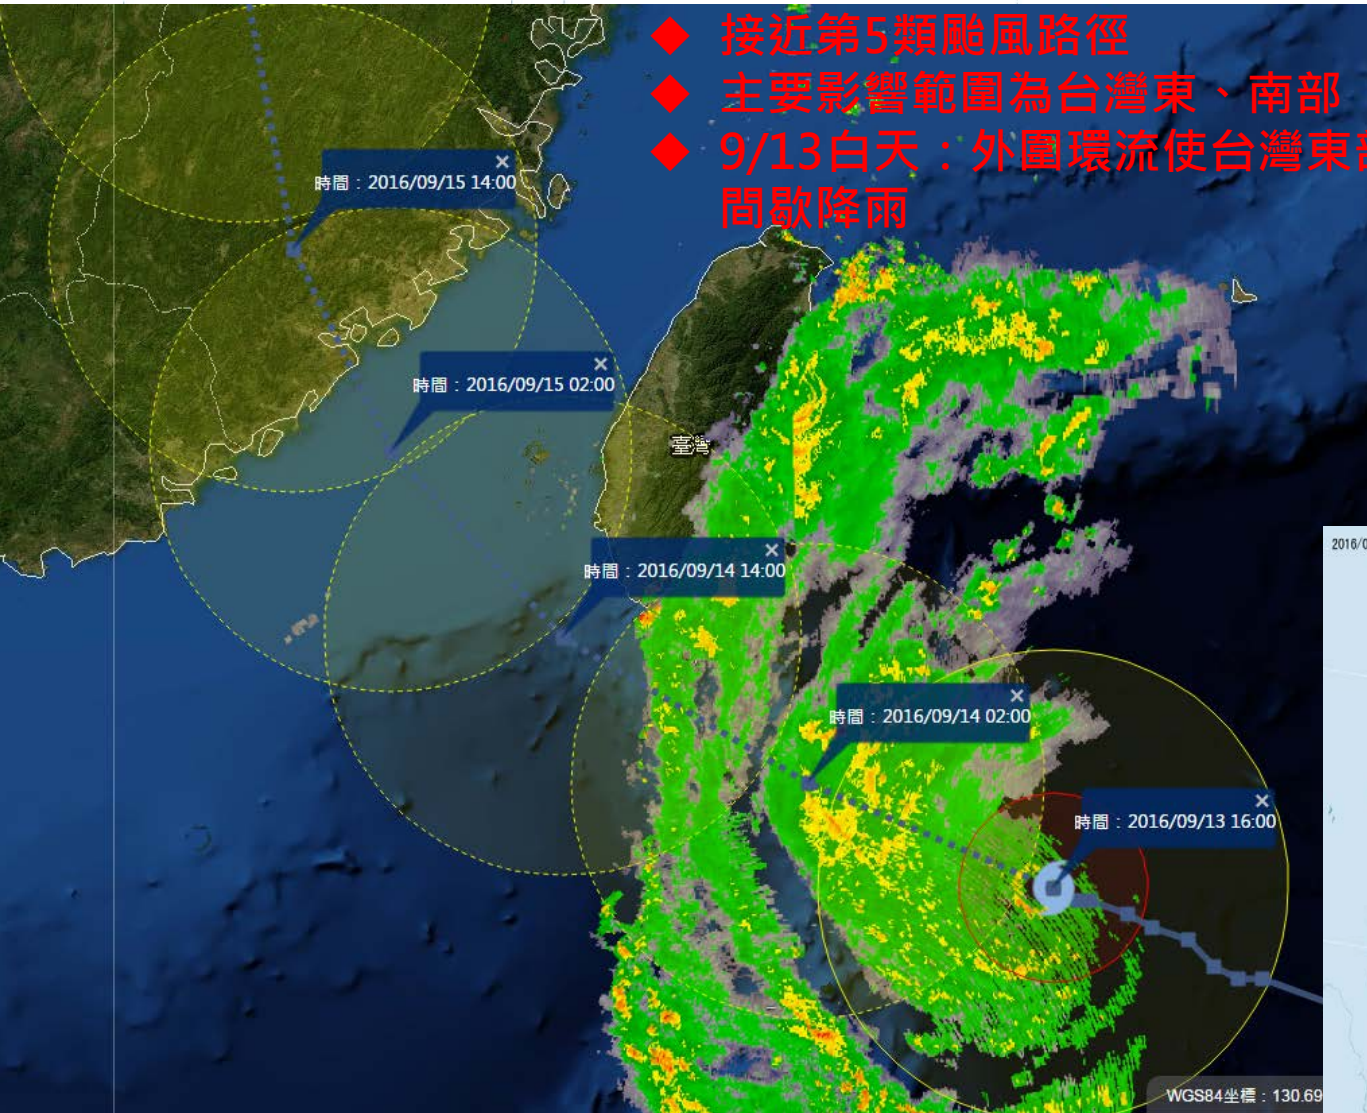 ◆ 接近第5類颱風路徑
◆ 主要影響範圍為台灣東、南部
◆ 9/13白天：外圍環流使台灣東部
間歇降雨
時間：2016/09/15 14:00
時間：2016/09/15 02:00
臺灣
時間：2016/09/14 14:00
2016/0
時間：2016/09/14 02:00
時間：2016/09/13 16:00
WGS84坐標：130.69